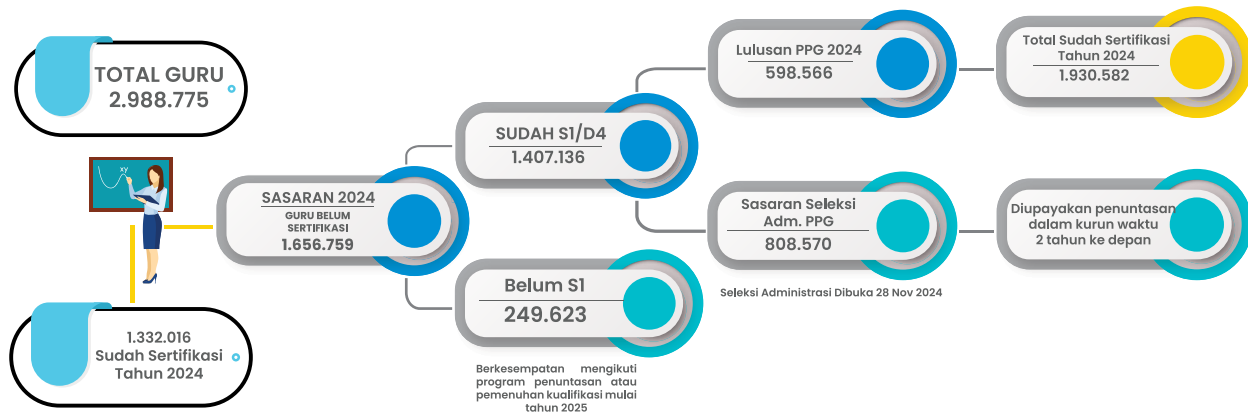 TOTAL GURU
2.988.775
xy
1.332.016
Sudah Sertifikasi
Tahun 2024
SASARAN 2024
GURU BELUM
SERTIFIKASI
1.656.759
SUDAH S1/D4
1.407.136
Belum S1
249.623
Berkesempatan mengikuti
program penuntasan atau
pemenuhan kualifikasi mulai
tahun 2025
Lulusan PPG 2024
598.566
Sasaran Seleksi
Adm. PPG
808.570
Seleksi Administrasi Dibuka 28 Nov 2024
Total Sudah Sertifikasi
Tahun 2024
1.930.582
Diupayakan penuntasan
dalam kurun waktu
2 tahun ke depan